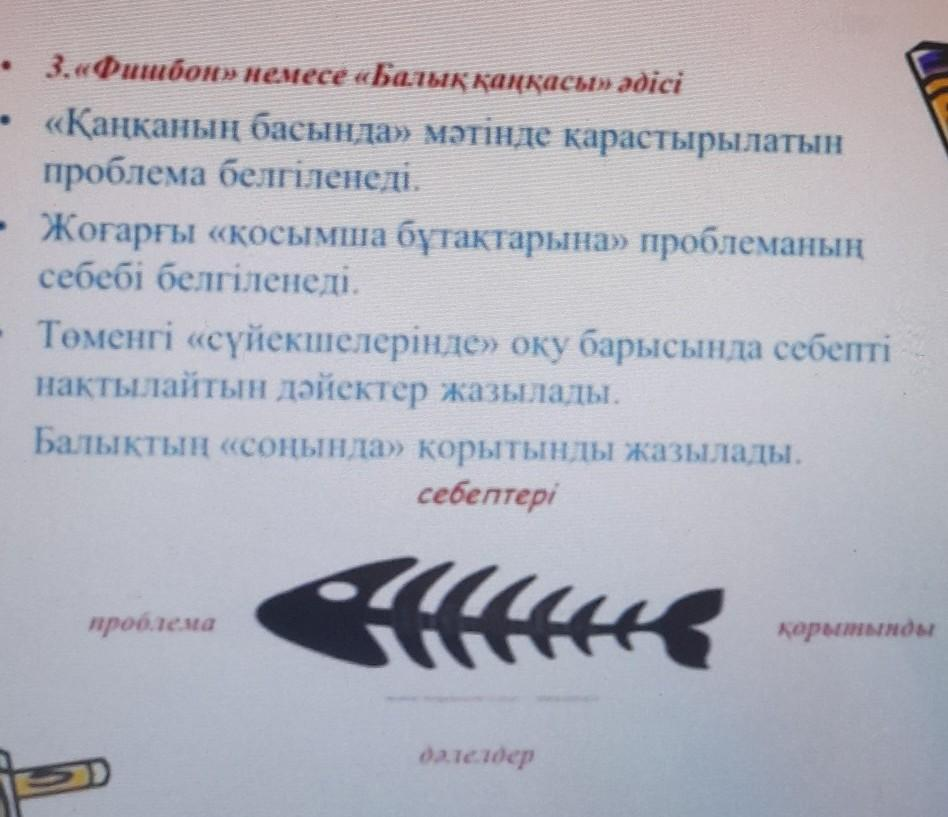 3.«Фишбон» немесе «Балық қаңқасы» әдісі
«Қаңқаның басында» мәтінде қарастырылатын
проблема белгіленеді.
Жоғарғы «қосымша бұтақтарына» проблеманың
себебі белгіленеді.
Төменгі «сүйекшелерінде» оқу барысында себепті
нақтылайтын дәйектер жазылады.
Балықтың «соңында» қорытынды жазылады.
себептері
проблема
қорытынды
дәлелдер